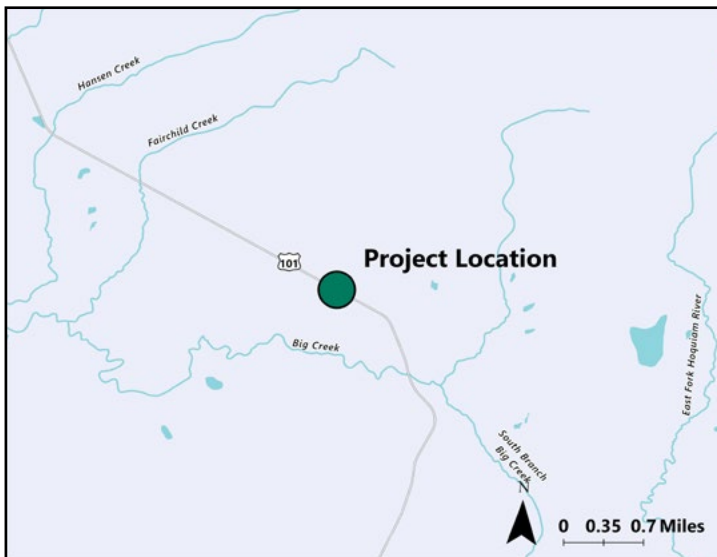 Hansen Creek
Fairchild Creek
101
Project Location
Big Creek
East Fork Hoquiam River
South Branch
Big Creek
N
0 0.35 0.7 Miles